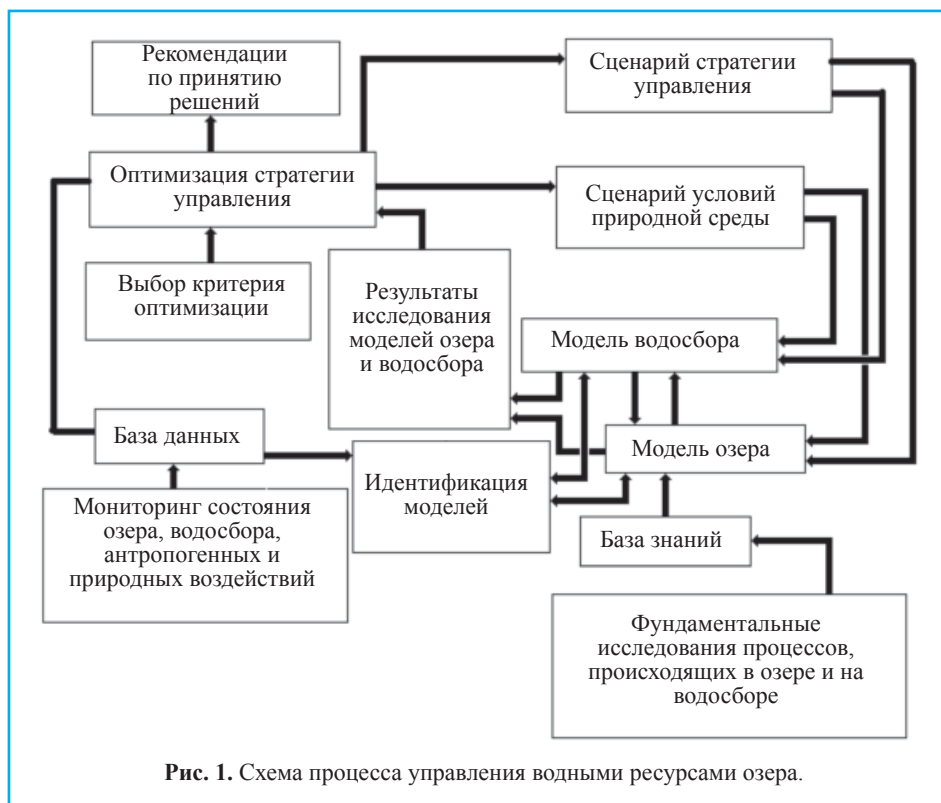 Рекомендации
по принятию
решений
Сценарий стратегии
управления
Оптимизация стратегии
управления
Сценарий условий
природной среды
Выбор критерия
оптимизации
Результаты
исследования
моделей озера
и водосбора
Модель водосбора
База данных
Модель озера
Идентификация
моделей
Мониторинг состояния
озера, водосбора,
антропогенных и
природных воздействий
База знаний
Фундаментальные
исследования процессов,
происходящих в озере и на
водосборе
Рис. 1. Схема процесса управления водными ресурсами озера.